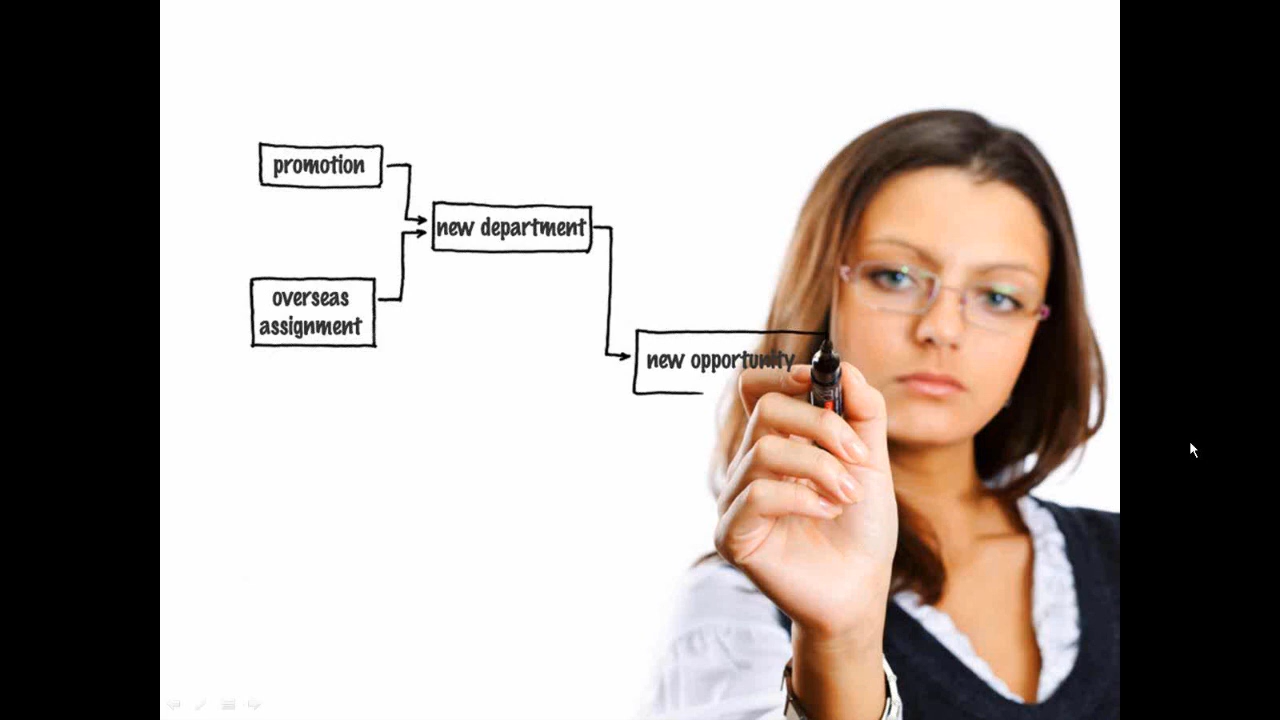 promotion
new department
overseas
assignment
new opportunity